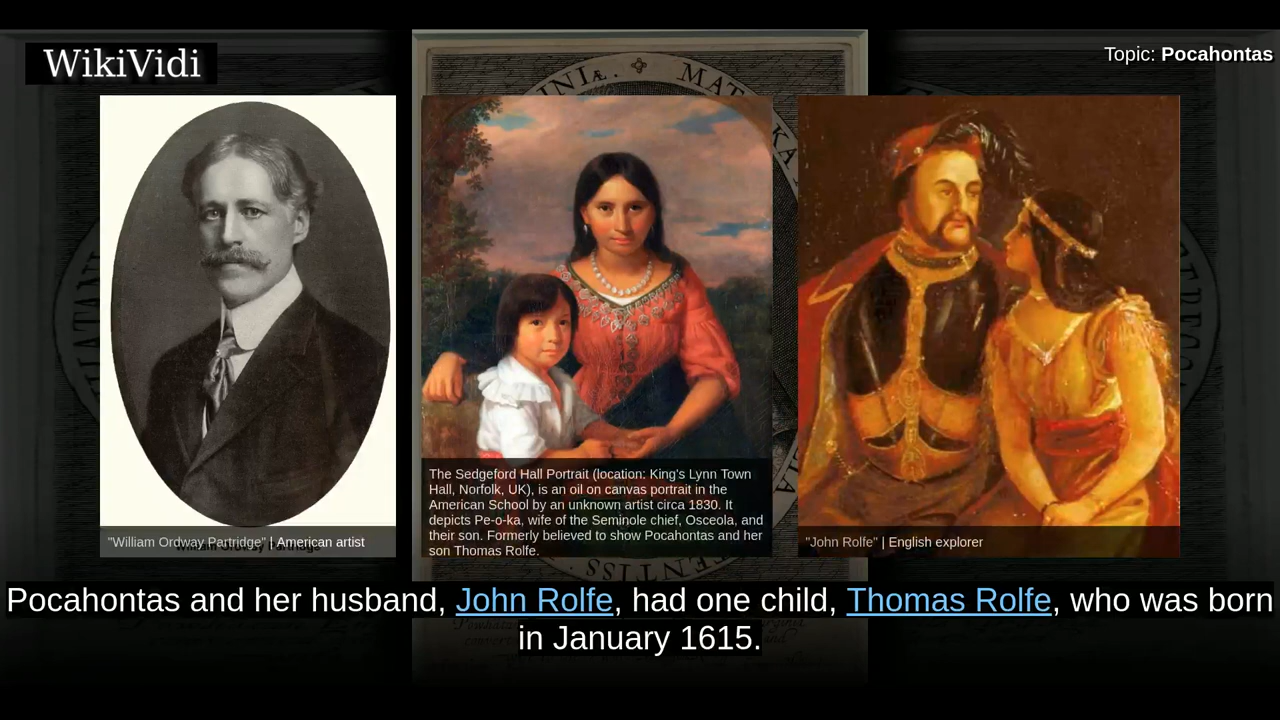 WikiVidi
Topic: Pocahontas
INIÆ. MAT
"William Ordway Partridge" | American artist
The Sedgeford Hall Portrait (location: King's Lynn Town
Hall, Norfolk, UK), is an oil on canvas portrait in the
American School by an unknown artist circa 1830. It
depicts Pe-o-ka, wife of the Seminole chief, Osceola, and
their son. Formerly believed to show Pocahontas and her
son Thomas Rolfe.
"John Rolfe" | English explorer
Pocahontas and her husband, John Rolfe, had one child, Thomas Rolfe, who was born
in January 1615.